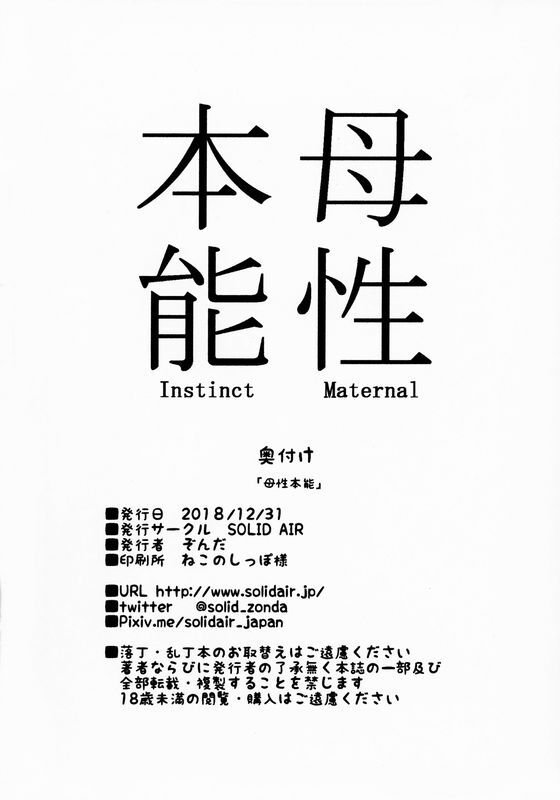 母性
本能
Maternal
Instinct
奥付け
「母性本能」
■発行日　2018/12/31
■発行サークル　SOLID AIR
■発行者　ぞんだ
■印刷所　ねこのしっぽ様
■URL http://www.solidair.jp/
■twitter　@solid_zonda
■Pixiv.me/solidair_japan
■落丁・乱丁本のお取替えはご遠慮ください
著者ならびに発行者の了承無く本誌の一部及び
全部転載・複製することを禁じます
18歳未満の閲覧・購入はご遠慮ください